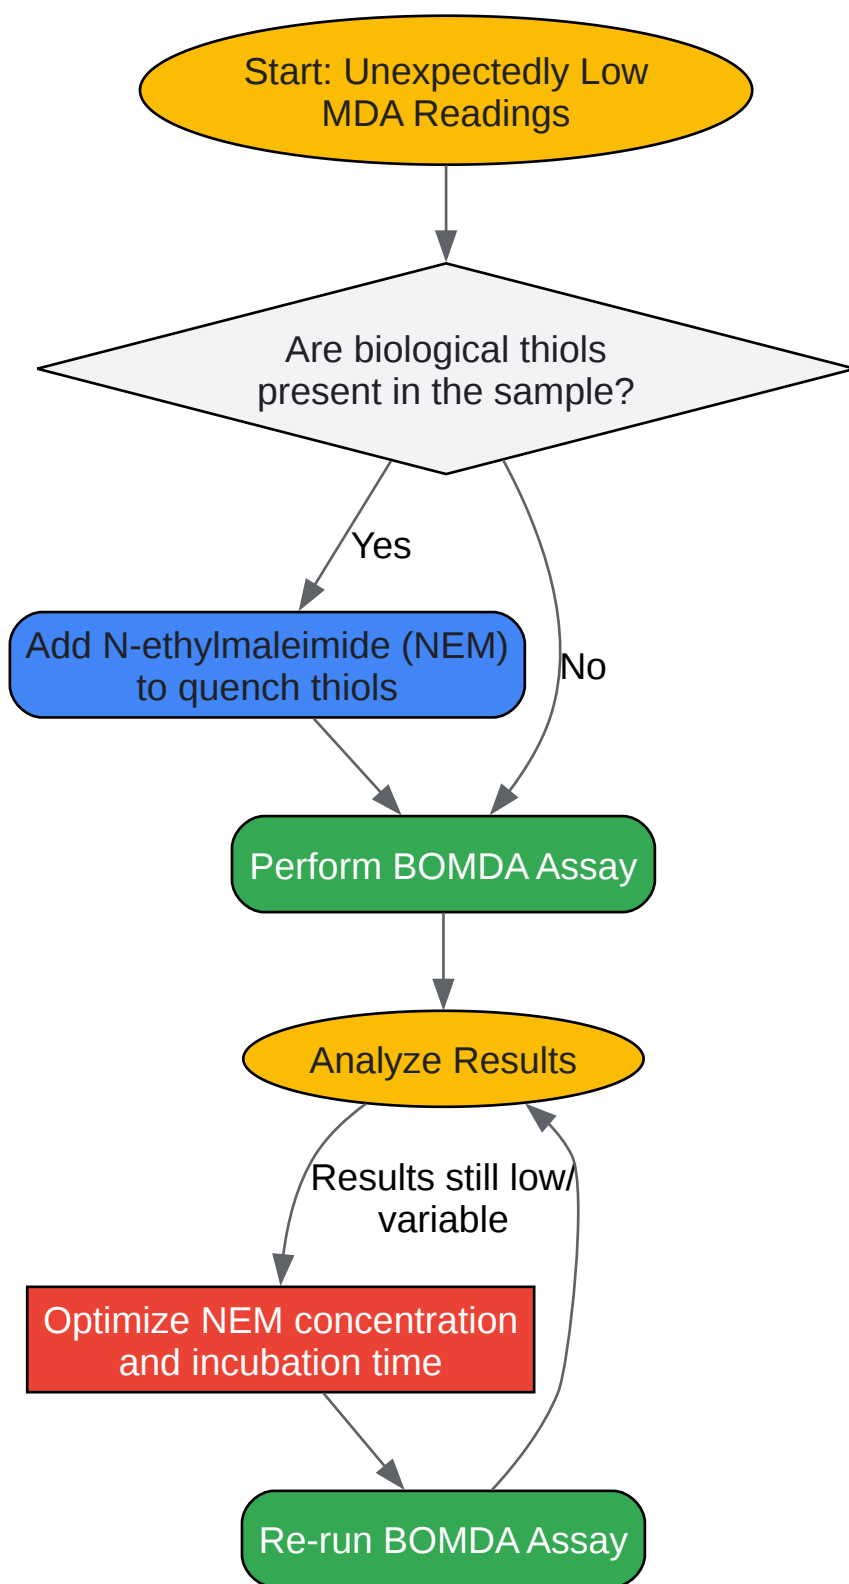 Start: Unexpectedly Low
MDA Readings
Are biological thiols
present in the sample?
Yes
Add N-ethylmaleimide (NEM)
to quench thiols
No
Perform BOMDA Assay
Analyze Results
Results still low/
variable
Optimize NEM concentration
and incubation time
Re-run BOMDA Assay